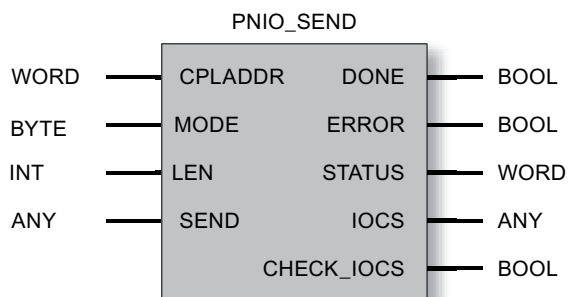 PNIO_SEND
WORD CPLADDR DONE BOOL
BYTE MODE ERROR BOOL
INT LEN STATUS WORD
ANY SEND IOCS ANY
CHECK_IOCS BOOL